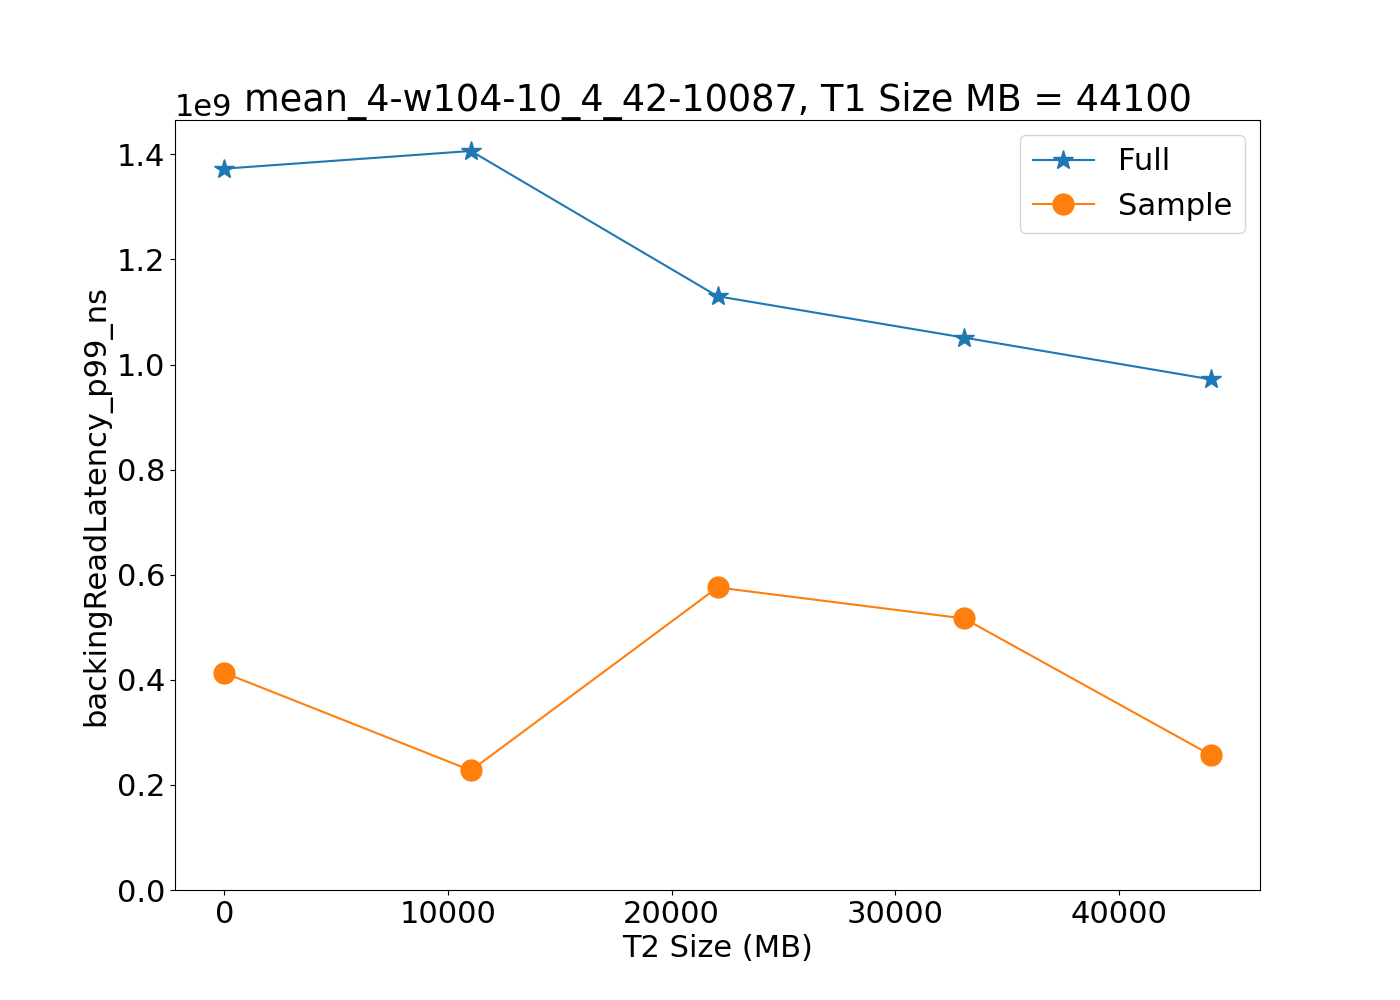 1e9
mean_4-w104-10_4_42-10087, T1 Size MB = 44100
Full
Sample
backingReadLatency_p99_ns
1.4
1.2
1.0
0.8
0.6
0.4
0.2
0.0
0 10000 20000 30000 40000
T2 Size (MB)